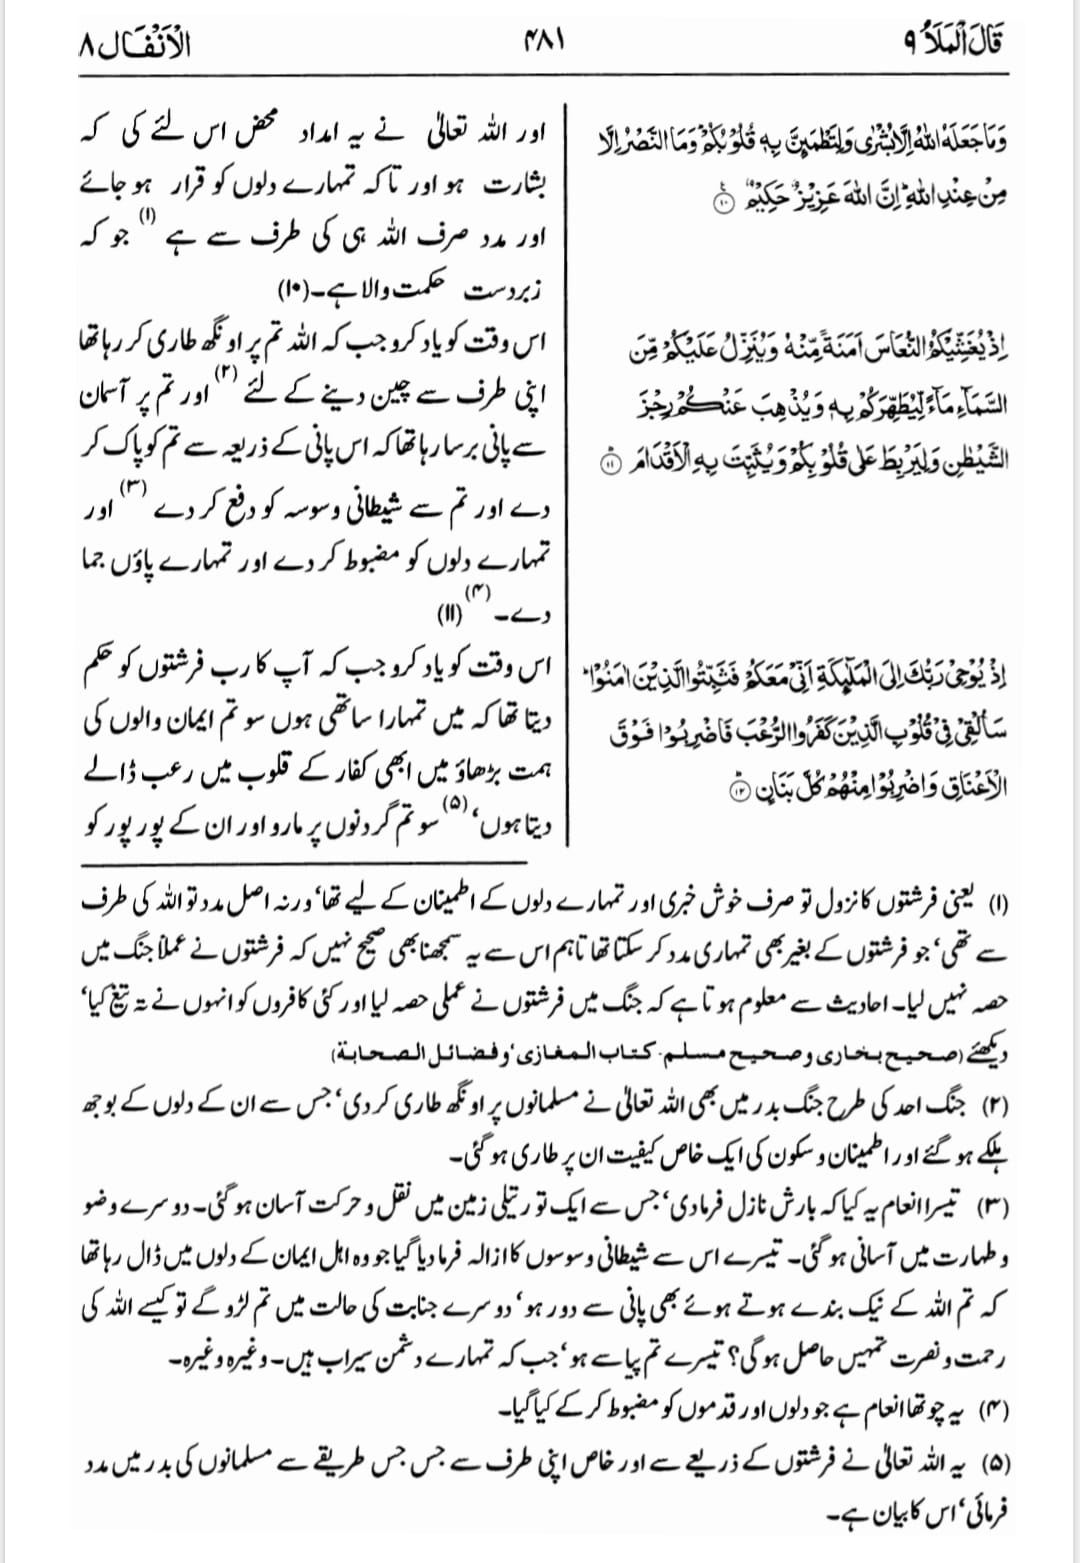 قَالَ الْمَلَأُ ۹
۴۸۱
الْاَنْفَال ۸
وَمَا جَعَلَهُ اللّٰهُ اِلَّا بُشْرٰى وَلِتَطْمَئِنَّ بِهٖ قُلُوْبُكُمْ وَمَا النَّصْرُ اِلَّا
مِنْ عِنْدِ اللّٰهِ ؕ اِنَّ اللّٰهَ عَزِيْزٌ حَكِيْمٌ ۟ ۱۰
اِذْ يُغَشِّيْكُمُ النُّعَاسَ اَمَنَةً مِّنْهُ وَيُنَزِّلُ عَلَيْكُمْ مِّنَ
السَّمَآءِ مَآءً لِّيُطَهِّرَكُمْ بِهٖ وَيُذْهِبَ عَنْكُمْ رِجْزَ
الشَّيْطٰنِ وَلِيَرْبِطَ عَلٰى قُلُوْبِكُمْ وَيُثَبِّتَ بِهِ الْاَقْدَامَ ۱۱
اِذْ يُوْحِيْ رَبُّكَ اِلَى الْمَلٰٓئِكَةِ اَنِّيْ مَعَكُمْ فَثَبِّتُوا الَّذِيْنَ اٰمَنُوْا ؕ
سَاُلْقِيْ فِيْ قُلُوْبِ الَّذِيْنَ كَفَرُوا الرُّعْبَ فَاضْرِبُوْا فَوْقَ
الْاَعْنَاقِ وَاضْرِبُوْا مِنْهُمْ كُلَّ بَنَانٍ ۱۲
اور اللہ تعالیٰ نے یہ امداد محض اس لئے کی کہ
بشارت ہو اور تاکہ تمہارے دلوں کو قرار ہو جائے
اور مدد صرف اللہ ہی کی طرف سے ہے (۱) جو کہ
زبردست حکمت والا ہے۔(۱۰)
اس وقت کو یاد کرو جب کہ اللہ تم پر اونگھ طاری کر رہا تھا
اپنی طرف سے چین دینے کے لئے (۲) اور تم پر آسمان
سے پانی برسا رہا تھا کہ اس پانی کے ذریعہ سے تم کو پاک کر
دے اور تم سے شیطانی وسوسہ کو دفع کر دے (۳) اور
تمہارے دلوں کو مضبوط کر دے اور تمہارے پاؤں جما
دے۔ (۴) (۱۱)
اس وقت کو یاد کرو جب کہ آپ کا رب فرشتوں کو حکم
دیتا تھا کہ میں تمہارا ساتھی ہوں سو تم ایمان والوں کی
ہمت بڑھاؤ میں ابھی کفار کے قلوب میں رعب ڈالے
دیتا ہوں، (۵) سو تم گردنوں پر مارو اور ان کے پور پور کو
(۱) یعنی فرشتوں کا نزول تو صرف خوش خبری اور تمہارے دلوں کے اطمینان کے لیے تھا، ورنہ اصل مدد تو اللہ کی طرف
سے تھی، جو فرشتوں کے بغیر بھی تمہاری مدد کر سکتا تھا تاہم اس سے یہ سمجھنا بھی صحیح نہیں کہ فرشتوں نے عملاً جنگ میں
حصہ نہیں لیا۔ احادیث سے معلوم ہوتا ہے کہ جنگ میں فرشتوں نے عملی حصہ لیا اور کئی کافروں کو انہوں نے تہ تیغ کیا،
دیکھئے (صحیح بخاری و صحیح مسلم۔ کتاب المغازی، وفضائل الصحابة)
(۲) جنگ احد کی طرح جنگ بدر میں بھی اللہ تعالیٰ نے مسلمانوں پر اونگھ طاری کر دی، جس سے ان کے دلوں کے بوجھ
ہلکے ہو گئے اور اطمینان و سکون کی ایک خاص کیفیت ان پر طاری ہو گئی۔
(۳) تیسرا انعام یہ کیا کہ بارش نازل فرما دی، جس سے ایک تو ریتلی زمین میں نقل و حرکت آسان ہو گئی۔ دوسرے وضو
و طہارت میں آسانی ہو گئی۔ تیسرے اس سے شیطانی وسوسوں کا ازالہ فرما دیا گیا جو وہ اہل ایمان کے دلوں میں ڈال رہا تھا
کہ تم اللہ کے نیک بندے ہوتے ہوئے بھی پانی سے دور ہو، دوسرے جنابت کی حالت میں تم لڑو گے تو کیسے اللہ کی
رحمت و نصرت تمہیں حاصل ہو گی؟ تیسرے تم پیاسے ہو، جب کہ تمہارے دشمن سیراب ہیں۔ وغیرہ وغیرہ۔
(۴) یہ چوتھا انعام ہے جو دلوں اور قدموں کو مضبوط کر کے کیا گیا۔
(۵) یہ اللہ تعالیٰ نے فرشتوں کے ذریعے سے اور خاص اپنی طرف سے جس جس طریقے سے مسلمانوں کی بدر میں مدد
فرمائی، اس کا بیان ہے۔